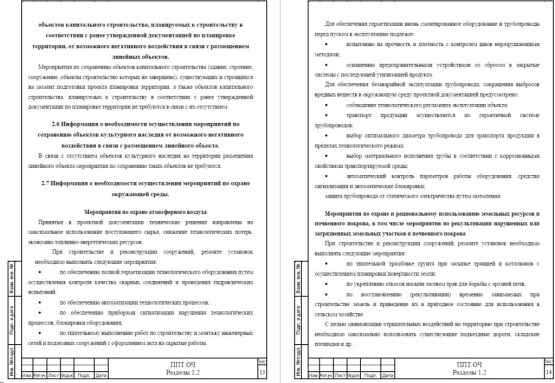 объектов капитального строительства, планируемых к строительству в
соответствии с ранее утвержденной документацией по планировке
территории, от возможного негативного воздействия в связи с размещением
линейных объектов.
Мероприятия по сохранению объектов капитального строительства (здание, строение,
сооружение, объекты строительство которых не завершено), существующих и строящихся
на момент подготовки проекта планировки территории, а также объектов капитального
строительства, планируемых к строительству в соответствии с ранее утвержденной
документации по планировке территории не требуются в связи с их отсутствием.
2.6 Информация о необходимости осуществления мероприятий по
сохранению объектов культурного наследия от возможного негативного
воздействия в связи с размещением линейного объекта.
В связи с отсутствием объектов культурного наследия на территории размещения
линейного объекта мероприятия по сохранению таких объектов не требуются.
2.7 Информация о необходимости осуществления мероприятий по охране
окружающей среды.
Мероприятия по охране атмосферного воздуха
Принятые в проектной документации технические решения направлены на
максимальное использование поступающего сырья, снижение технологических потерь,
экономию топливно-энергетических ресурсов.
При строительстве и реконструкции сооружений, ремонте установок
необходимо выполнять следующие мероприятия:
• по обеспечению полной герметизации технологического оборудования путем
осуществления контроля качества сварных соединений и проведения гидравлических
испытаний;
• по обеспечению автоматизации технологических процессов;
• по обеспечению приборами сигнализации нарушения технологических
процессов, блокировки оборудования;
• по тщательному выполнению работ по строительству и монтажу инженерных
сетей и подземных сооружений с оформлением акта на скрытые работы.
Взам. инв. №
Подп. и дата
Инв. № подл.
Изм. Кол.уч. Лист №док. Подп. Дата
ППТ ОЧ
Разделы 1,2
Лист
13
Для обеспечения герметизации вновь смонтированное оборудование и трубопроводы
перед пуском в эксплуатацию подлежат:
• испытанию на прочность и плотность с контролем швов неразрушающими
методами;
• оснащению предохранительными устройствами со сбросом в закрытые
системы с последующей утилизацией продукта.
Для обеспечения безаварийной эксплуатации трубопровода, сокращения выбросов
вредных веществ в окружающую среду проектной документацией предусмотрено:
• соблюдение технологического регламента эксплуатации объекта;
• транспорт продукции осуществляется по герметичной системе
трубопроводов;
• выбор оптимального диаметра трубопровода для транспорта продукции в
пределах технологического режима;
• выбор материального исполнения трубы в соответствии с коррозионными
свойствами транспортируемой среды;
• автоматический контроль параметров работы оборудования, средства
сигнализации и автоматические блокировки;
защита трубопровода от статического электричества путем заземления.
Мероприятия по охране и рациональному использованию земельных ресурсов и
почвенного покрова, в том числе мероприятия по рекультивации нарушенных или
загрязненных земельных участков и почвенного покрова
При строительстве и реконструкции сооружений, ремонте установок необходимо
выполнять следующие мероприятия:
• по тщательной трамбовке грунта при засыпке траншей и котлованов с
осуществлением планировки поверхности земли;
• по укреплению откосов насыпи засевом трав для борьбы с эрозией почв;
• по восстановлению (рекультивации) временно занимаемых при
строительстве земель и приведение их в пригодное состояние для использования в
сельском хозяйстве.
С целью минимизации отрицательных воздействий на территорию при строительстве
необходимо максимально использовать существующие подъездные дороги, складские
площадки и др.
Взам. инв. №
Подп. и дата
Инв. № подл.
Изм. Кол.уч. Лист №док. Подп. Дата
ППТ ОЧ
Разделы 1,2
Лист
14